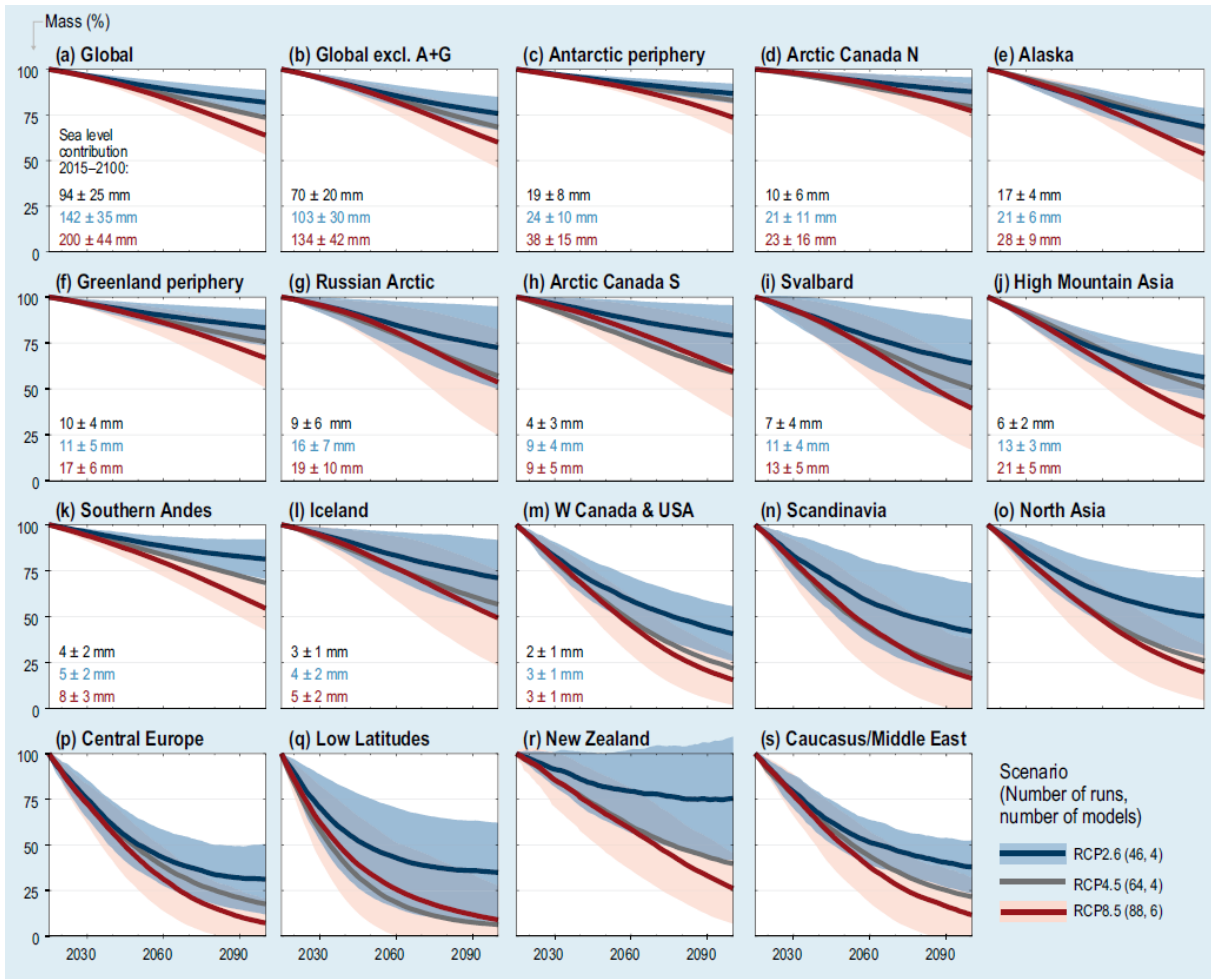 Mass (%)
(a) Global
(b) Global excl. A+G
(c) Antarctic periphery
(d) Arctic Canada N
(e) Alaska
100
75
50
25
0
Sea level
contribution
2015–2100:
94 ± 25 mm
142 ± 35 mm
200 ± 44 mm
70 ± 20 mm
103 ± 30 mm
134 ± 42 mm
19 ± 8 mm
24 ± 10 mm
38 ± 15 mm
10 ± 6 mm
21 ± 11 mm
23 ± 16 mm
17 ± 4 mm
21 ± 6 mm
28 ± 9 mm
(f) Greenland periphery
(g) Russian Arctic
(h) Arctic Canada S
(i) Svalbard
(j) High Mountain Asia
100
75
50
25
0
10 ± 4 mm
11 ± 5 mm
17 ± 6 mm
9 ± 6 mm
16 ± 7 mm
19 ± 10 mm
4 ± 3 mm
9 ± 4 mm
9 ± 5 mm
7 ± 4 mm
11 ± 4 mm
13 ± 5 mm
6 ± 2 mm
13 ± 3 mm
21 ± 5 mm
(k) Southern Andes
(l) Iceland
(m) W Canada & USA
(n) Scandinavia
(o) North Asia
100
75
50
25
0
4 ± 2 mm
5 ± 2 mm
8 ± 3 mm
3 ± 1 mm
4 ± 2 mm
5 ± 2 mm
2 ± 1 mm
3 ± 1 mm
3 ± 1 mm
(p) Central Europe
(q) Low Latitudes
(r) New Zealand
(s) Caucasus/Middle East
100
75
50
25
0
2030 2060 2090
2030 2060 2090
2030 2060 2090
2030 2060 2090
Scenario
(Number of runs,
number of models)
RCP2.6 (46, 4)
RCP4.5 (64, 4)
RCP8.5 (88, 6)